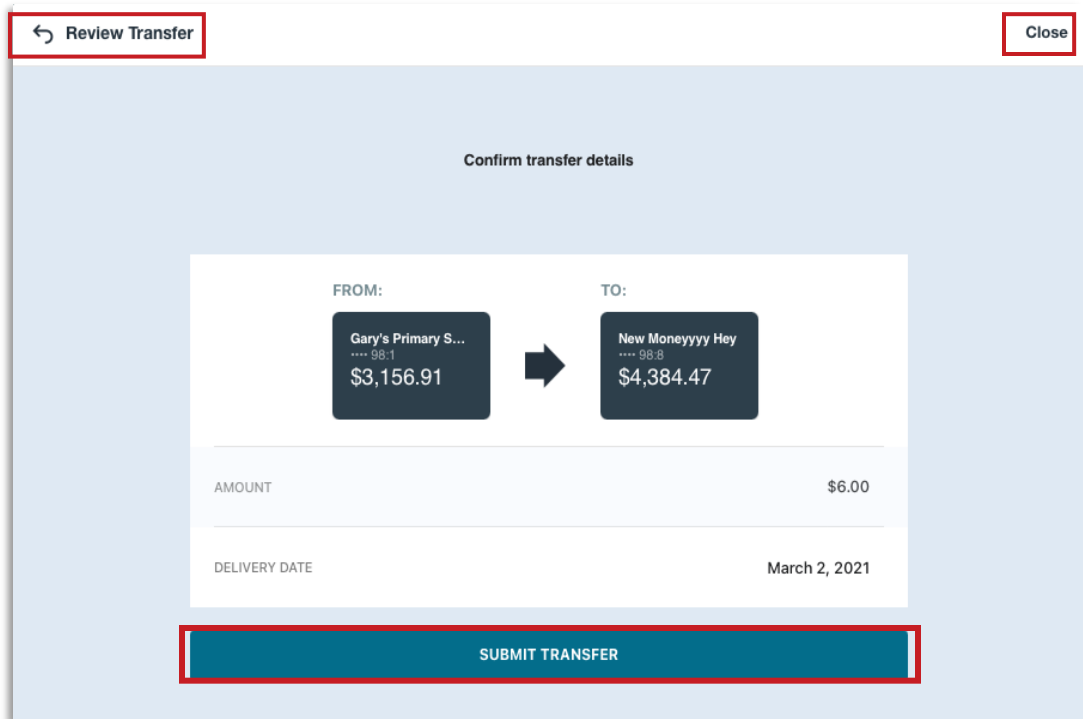 Review Transfer
Close
Confirm transfer details
FROM:
TO:
Gary's Primary S...
•••• 98:1
$3,156.91
New Moneyyyy Hey
•••• 98:8
$4,384.47
AMOUNT
$6.00
DELIVERY DATE
March 2, 2021
SUBMIT TRANSFER